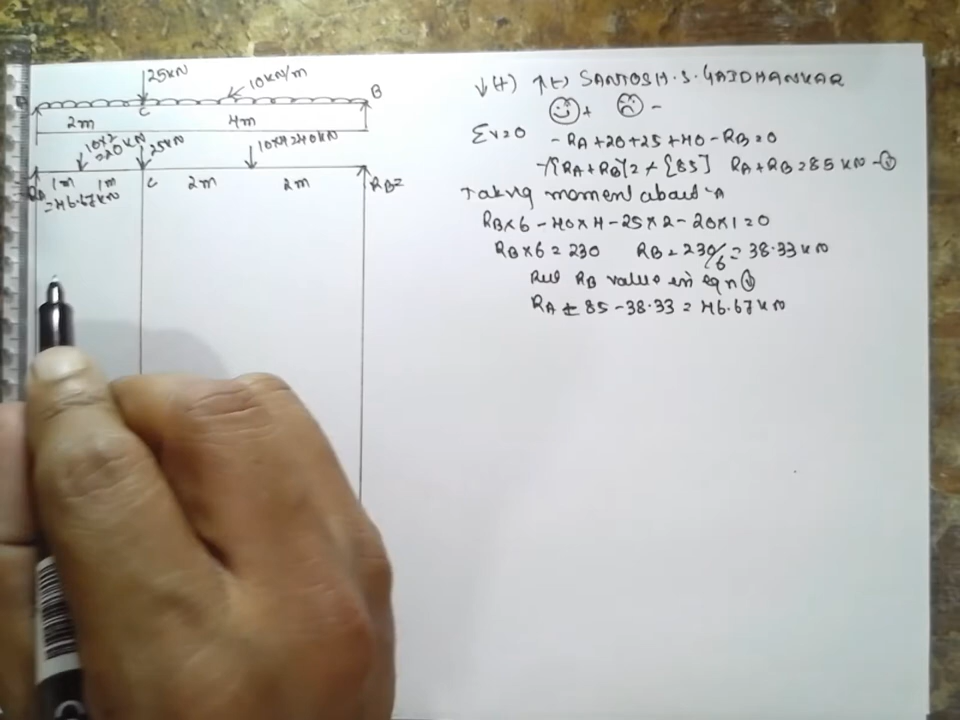 25kN
10kN/m
A
B
C
2m
4m
10×2
=20kN
25kN
10×4=40kN
RA
1m
1m
C
2m
2m
RB=
=46.67kN
↓(+) ↑(-) SANTOSH.S.GAJDHANKAR
+ -
Σv=0 -RA+20+25+40-RB=0
-1[RA+RB]=-[85] RA+RB=85kN-①
Taking moment about A
RB×6-40×4-25×2-20×1=0
RB×6=230 RB=230/6=38.33kN
Put RB value in eqn①
RA=85-38.33=46.67kN